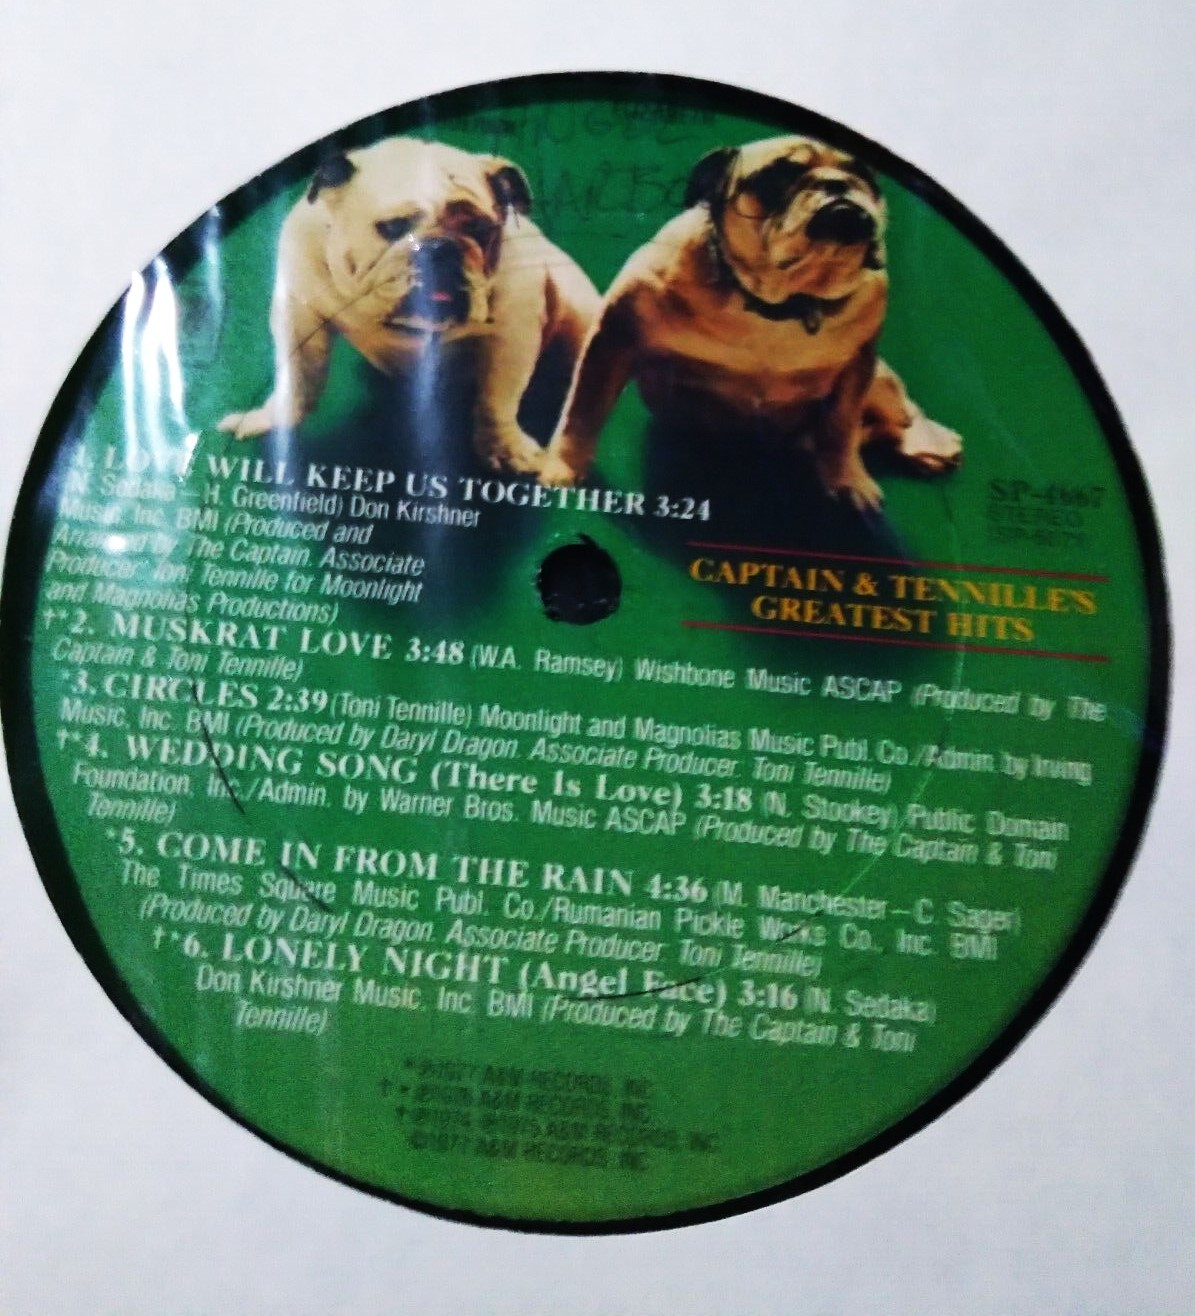 1. LOVE WILL KEEP US TOGETHER 3:24
(N. Sedaka—H. Greenfield) Don Kirshner
Music, Inc. BMI (Produced and
Arranged by The Captain. Associate
Producer: Toni Tennille for Moonlight
and Magnolias Productions)
SP-4667
STEREO
CAPTAIN & TENNILLE'S
GREATEST HITS
†*2. MUSKRAT LOVE 3:48 (W.A. Ramsey) Wishbone Music ASCAP (Produced by The
Captain & Toni Tennille)
*3. CIRCLES 2:39 (Toni Tennille) Moonlight and Magnolias Music Publ. Co./Admin. by Irving
Music, Inc. BMI (Produced by Daryl Dragon. Associate Producer: Toni Tennille)
†*4. WEDDING SONG (There Is Love) 3:18 (N. Stookey) Public Domain
Foundation, Inc./Admin. by Warner Bros. Music ASCAP (Produced by The Captain & Toni
Tennille)
*5. COME IN FROM THE RAIN 4:36 (M. Manchester—C. Sager)
The Times Square Music Publ. Co./Rumanian Pickle Works Co., Inc. BMI
(Produced by Daryl Dragon. Associate Producer: Toni Tennille)
†*6. LONELY NIGHT (Angel Face) 3:16 (N. Sedaka)
Don Kirshner Music, Inc. BMI (Produced by The Captain & Toni
Tennille)
*℗1977 A&M RECORDS, INC.
†*℗1976 A&M RECORDS, INC.
A&M RECORDS, INC.
©1977 A&M RECORDS, INC.